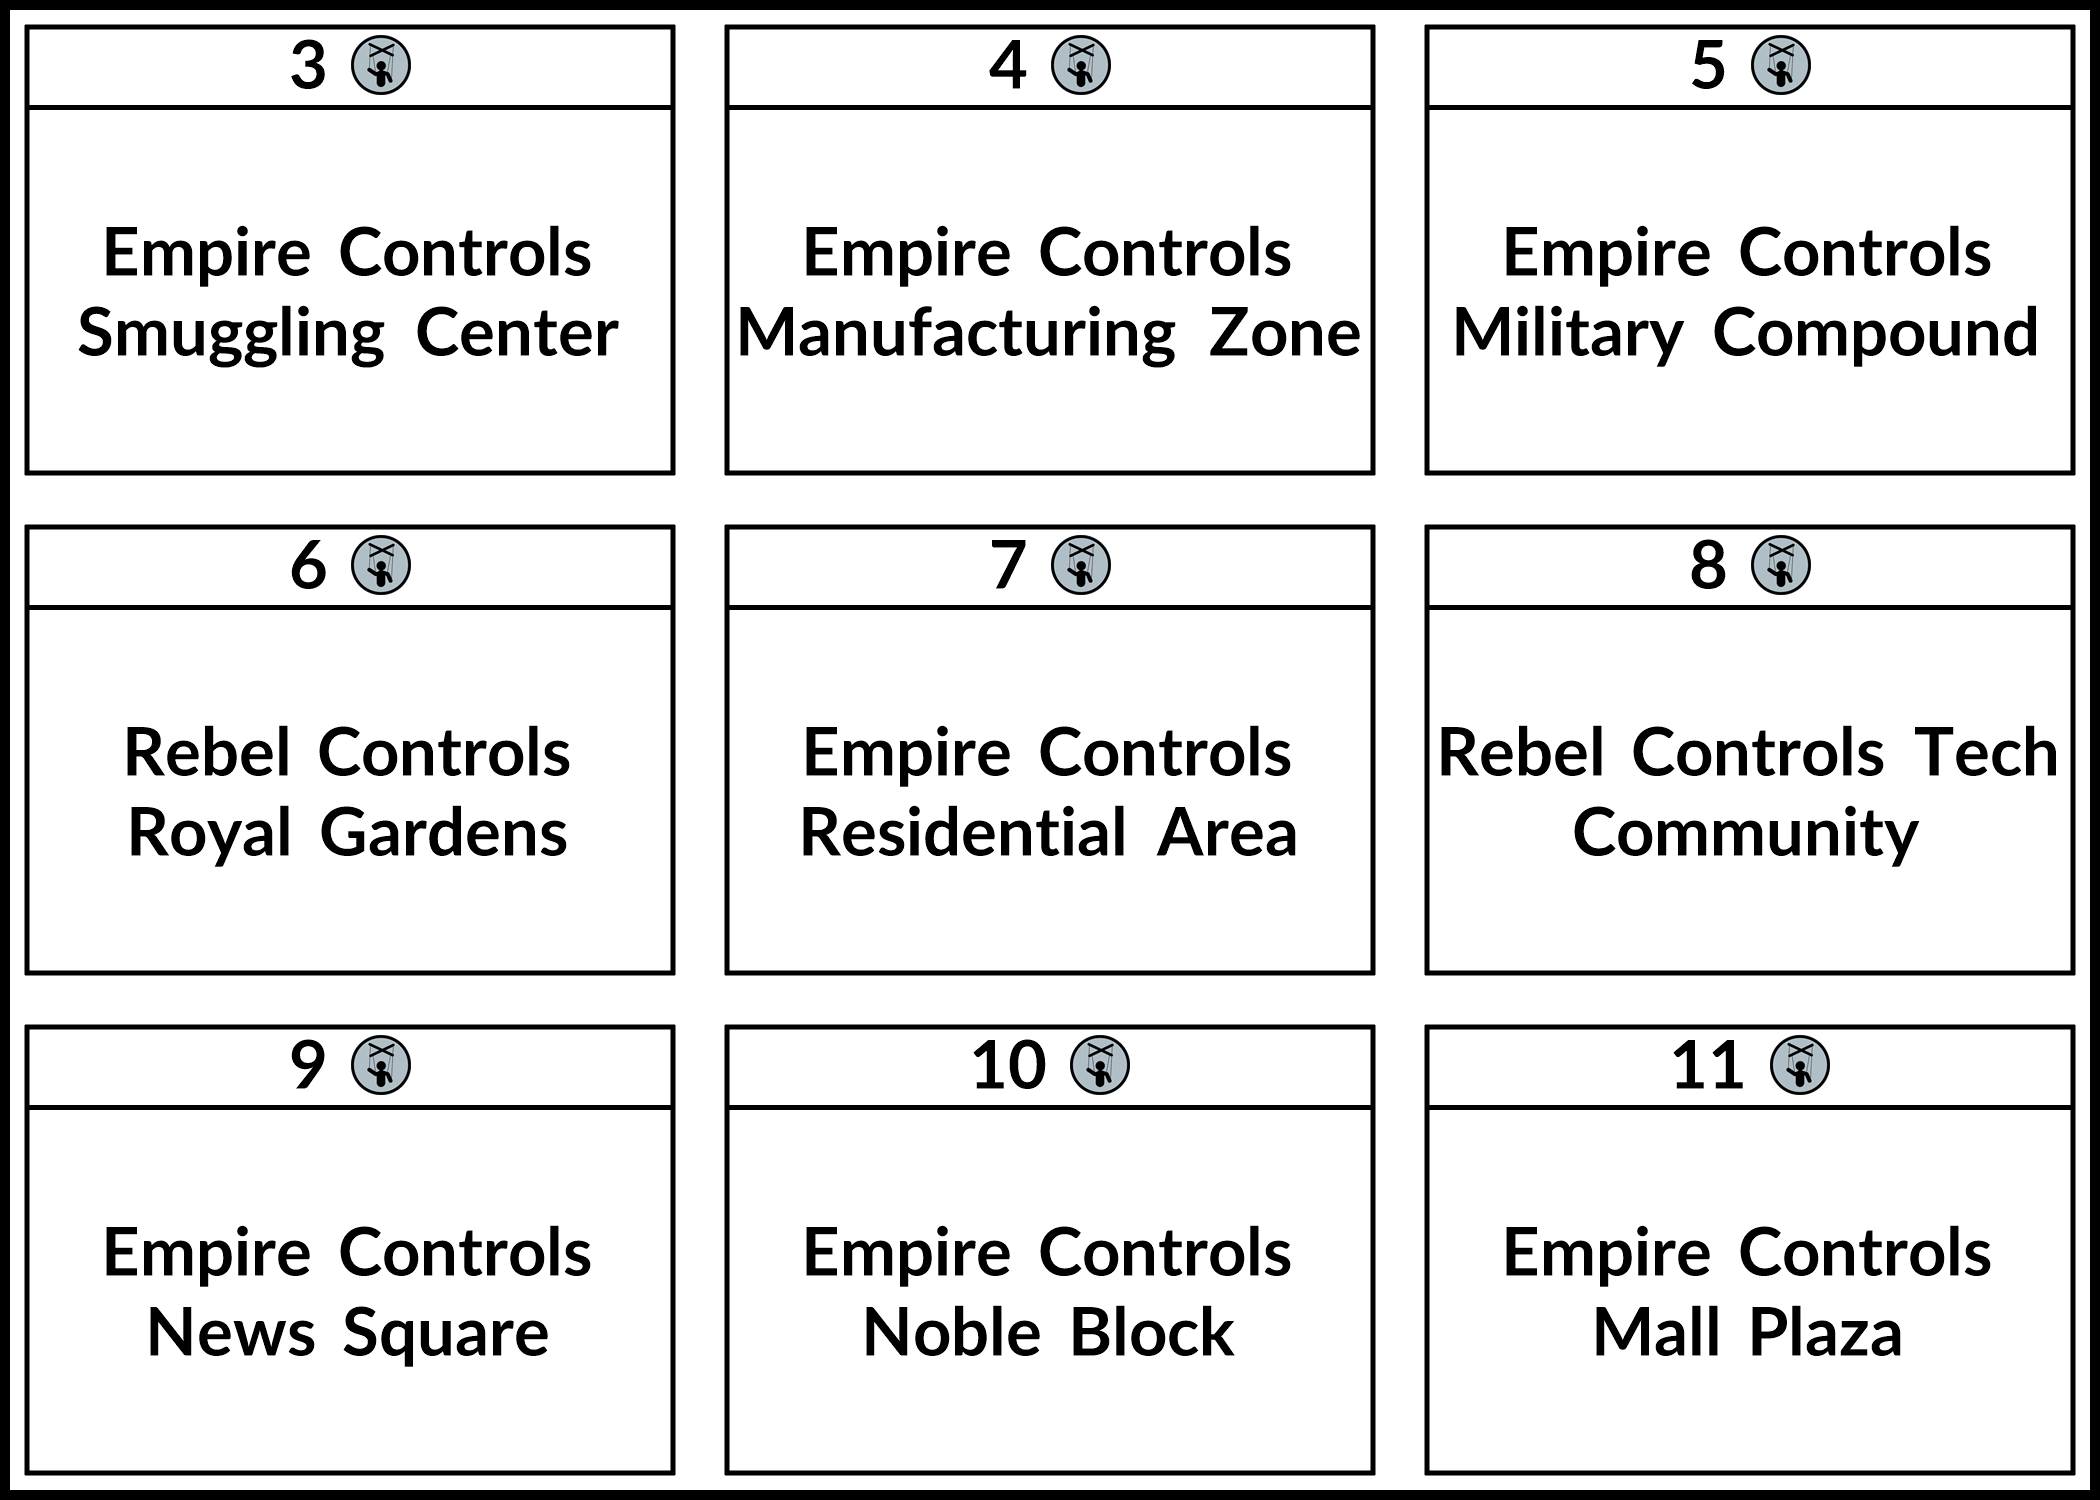 3
Empire Controls
Smuggling Center
4
Empire Controls
Manufacturing Zone
5
Empire Controls
Military Compound
6
Rebel Controls
Royal Gardens
7
Empire Controls
Residential Area
8
Rebel Controls Tech
Community
9
Empire Controls
News Square
10
Empire Controls
Noble Block
11
Empire Controls
Mall Plaza